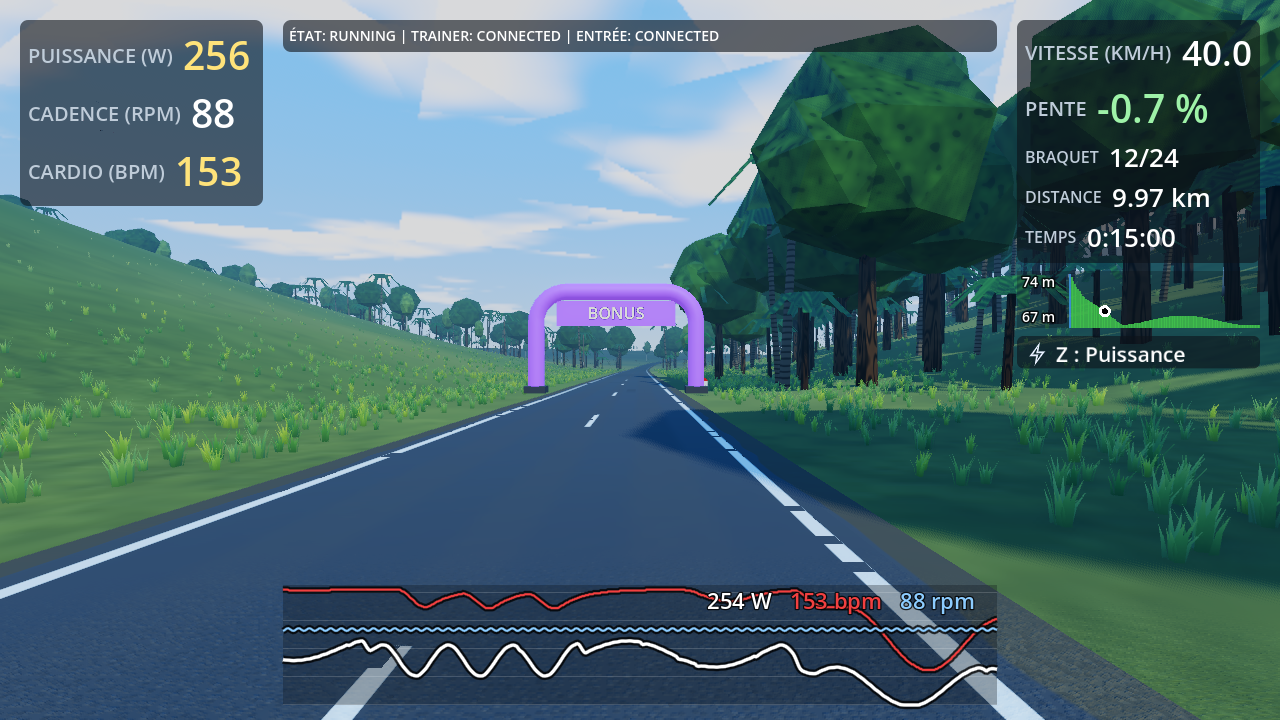 PUISSANCE (W) 256
CADENCE (RPM) 88
CARDIO (BPM) 153
ÉTAT: RUNNING | TRAINER: CONNECTED | ENTRÉE: CONNECTED
VITESSE (KM/H) 40.0
PENTE -0.7 %
BRAQUET 12/24
DISTANCE 9.97 km
TEMPS 0:15:00
74 m
67 m
Z : Puissance
BONUS
254 W 153 bpm 88 rpm